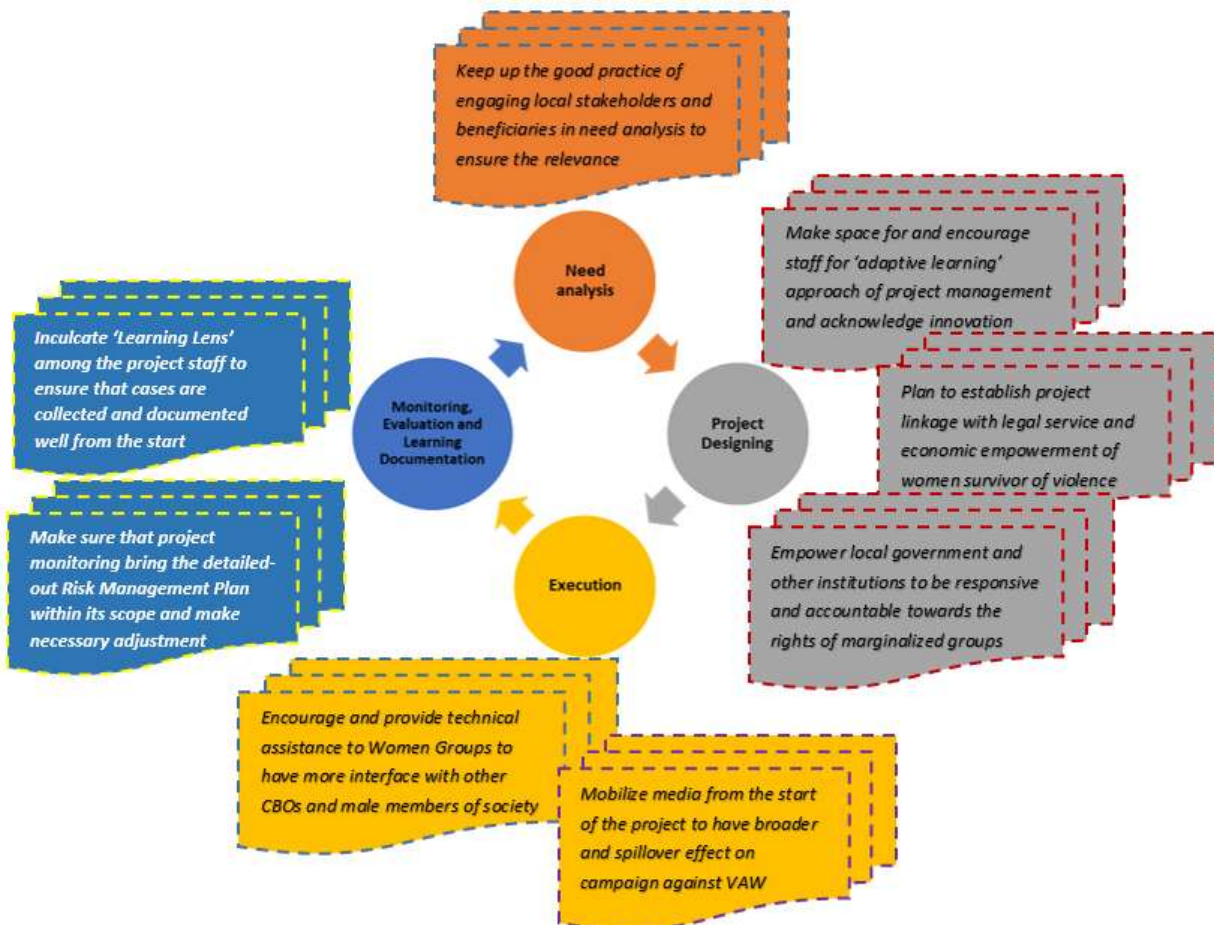 Keep up the good practice of
engaging local stakeholders and
beneficiaries in need analysis to
ensure the relevance
Need
analysis
Make space for and encourage
staff for ‘adaptive learning’
approach of project management
and acknowledge innovation
Plan to establish project
linkage with legal service and
economic empowerment of
women survivor of violence
Project
Designing
Empower local government and
other institutions to be responsive
and accountable towards the
rights of marginalized groups
Execution
Encourage and provide technical
assistance to Women Groups to
have more interface with other
CBOs and male members of society
Mobilize media from the start
of the project to have broader
and spillover effect on
campaign against VAW
Monitoring,
Evaluation and
Learning
Documentation
Inculcate ‘Learning Lens’
among the project staff to
ensure that cases are
collected and documented
well from the start
Make sure that project
monitoring bring the detailed-
out Risk Management Plan
within its scope and make
necessary adjustment